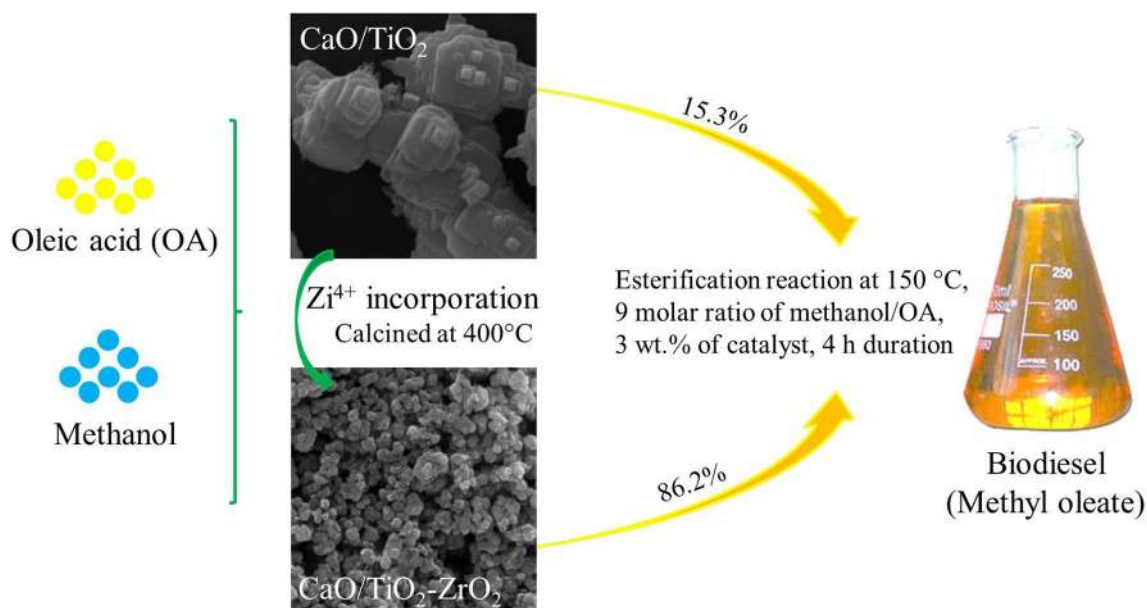 CaO/TiO₂
15.3%
Oleic acid (OA)
Zi⁴⁺ incorporation
Calcined at 400°C
Esterification reaction at 150 °C,
9 molar ratio of methanol/OA,
3 wt.% of catalyst, 4 h duration
250
200
150
APPROX.
100
Methanol
86.2%
Biodiesel
(Methyl oleate)
CaO/TiO₂-ZrO₂